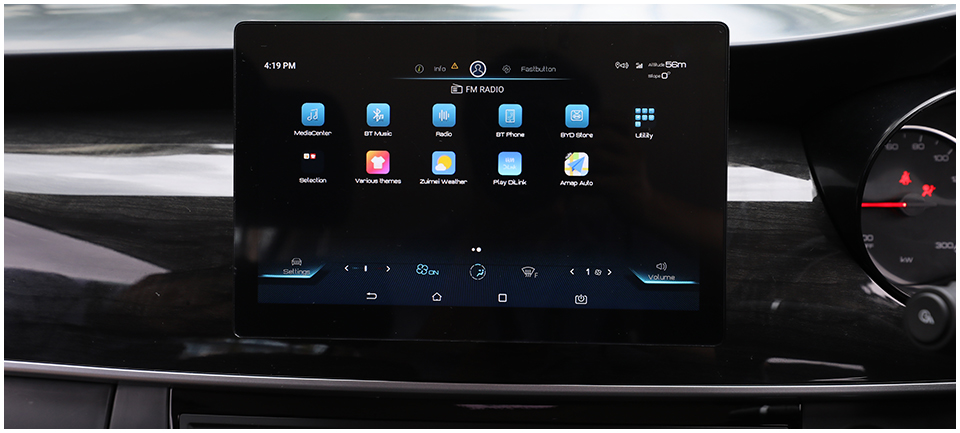 4:19 PM
Info
Fastbutton
Altitude 56m
Slope 0°
FM RADIO
MediaCenter
BT Music
Radio
BT Phone
BYD Store
Utility
Selection
Various themes
Zuimei Weather
Play DiLink
Amap Auto
Settings
ON
F
1
Volume
60
80
100
300
kW